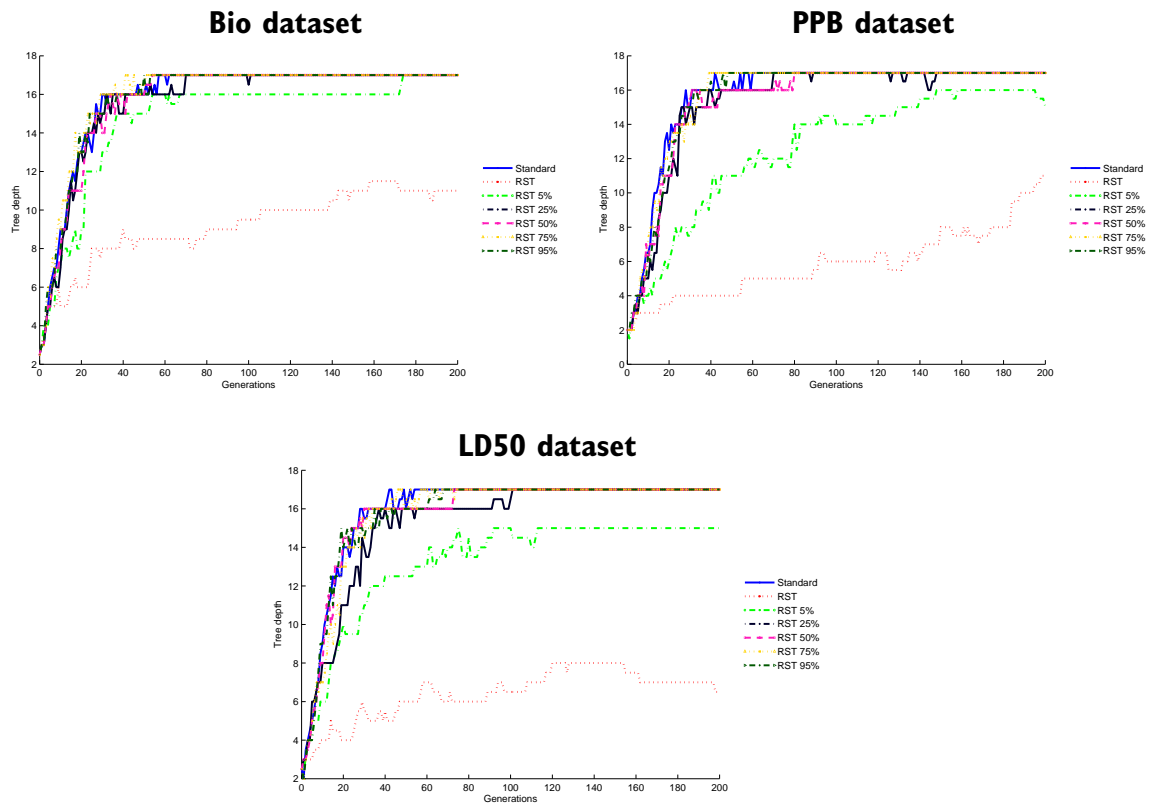 Bio dataset
18
16
14
12
10
8
6
4
2
Tree depth
0 20 40 60 80 100 120 140 160 180 200
Generations
Standard
RST
RST 5%
RST 25%
RST 50%
RST 75%
RST 95%
PPB dataset
18
16
14
12
10
8
6
4
2
0
Tree depth
0 20 40 60 80 100 120 140 160 180 200
Generations
Standard
RST
RST 5%
RST 25%
RST 50%
RST 75%
RST 95%
LD50 dataset
18
16
14
12
10
8
6
4
2
Tree depth
0 20 40 60 80 100 120 140 160 180 200
Generations
Standard
RST
RST 5%
RST 25%
RST 50%
RST 75%
RST 95%